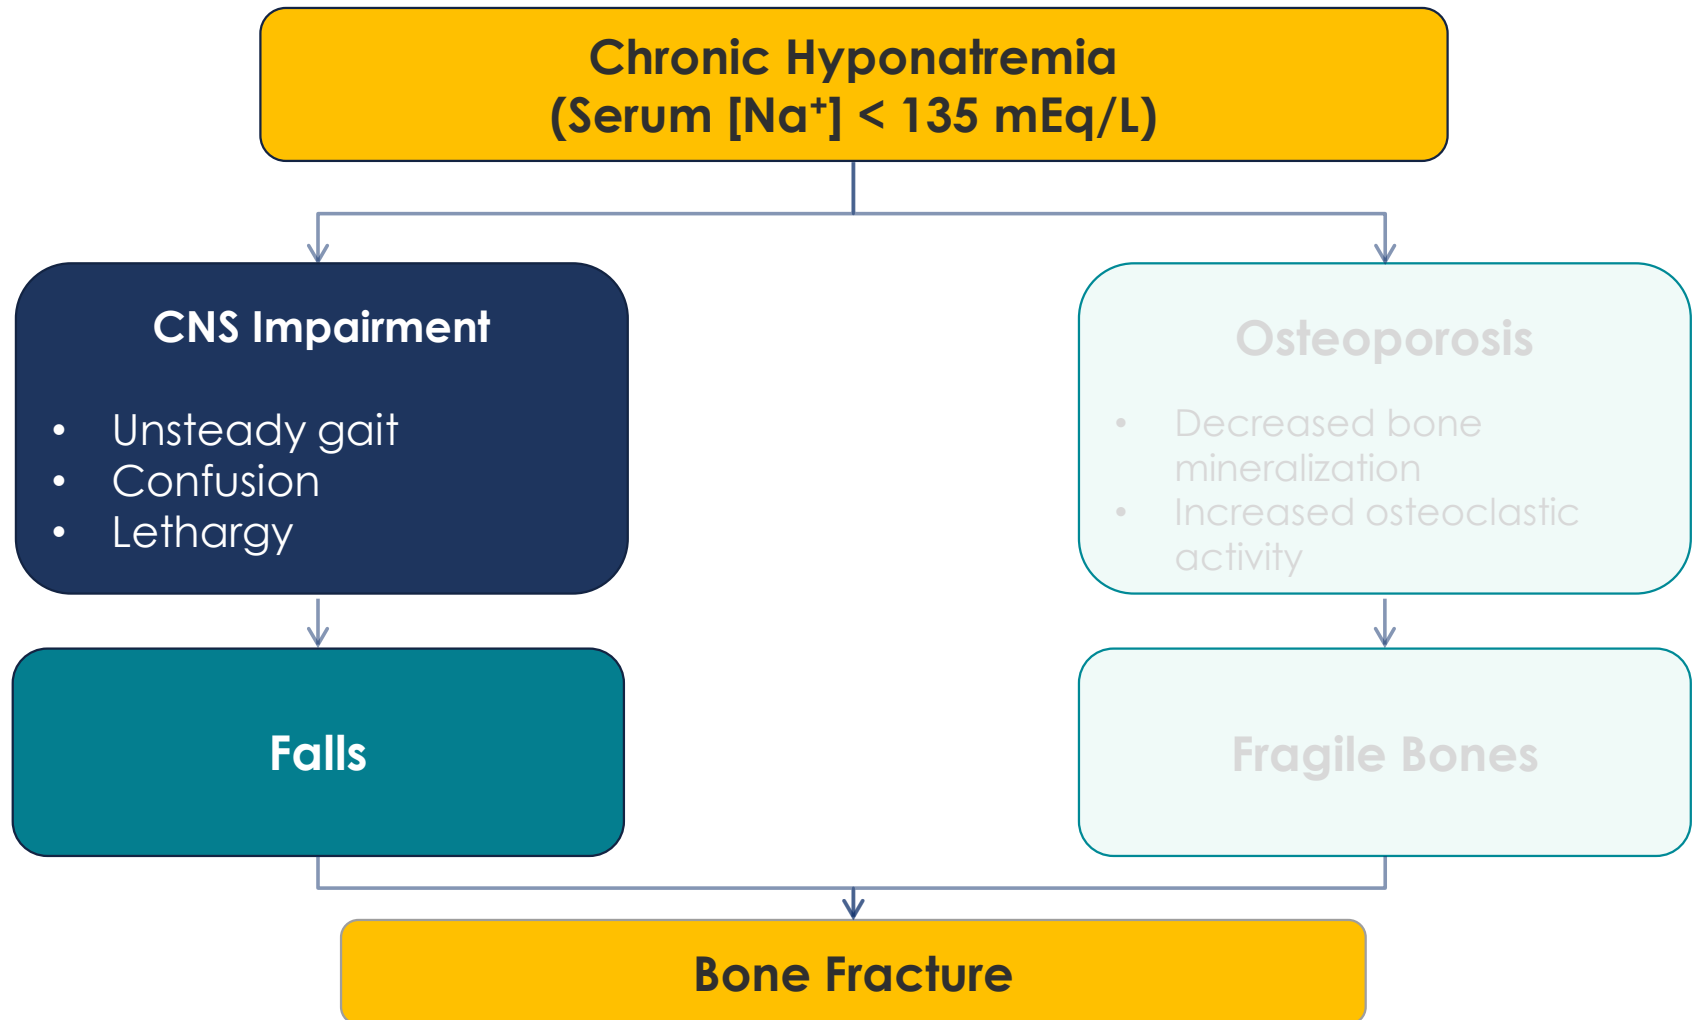 Chronic Hyponatremia
(Serum [Na⁺] < 135 mEq/L)
CNS Impairment
• Unsteady gait
• Confusion
• Lethargy
Osteoporosis
• Decreased bone
mineralization
• Increased osteoclastic
activity
Falls
Fragile Bones
Bone Fracture